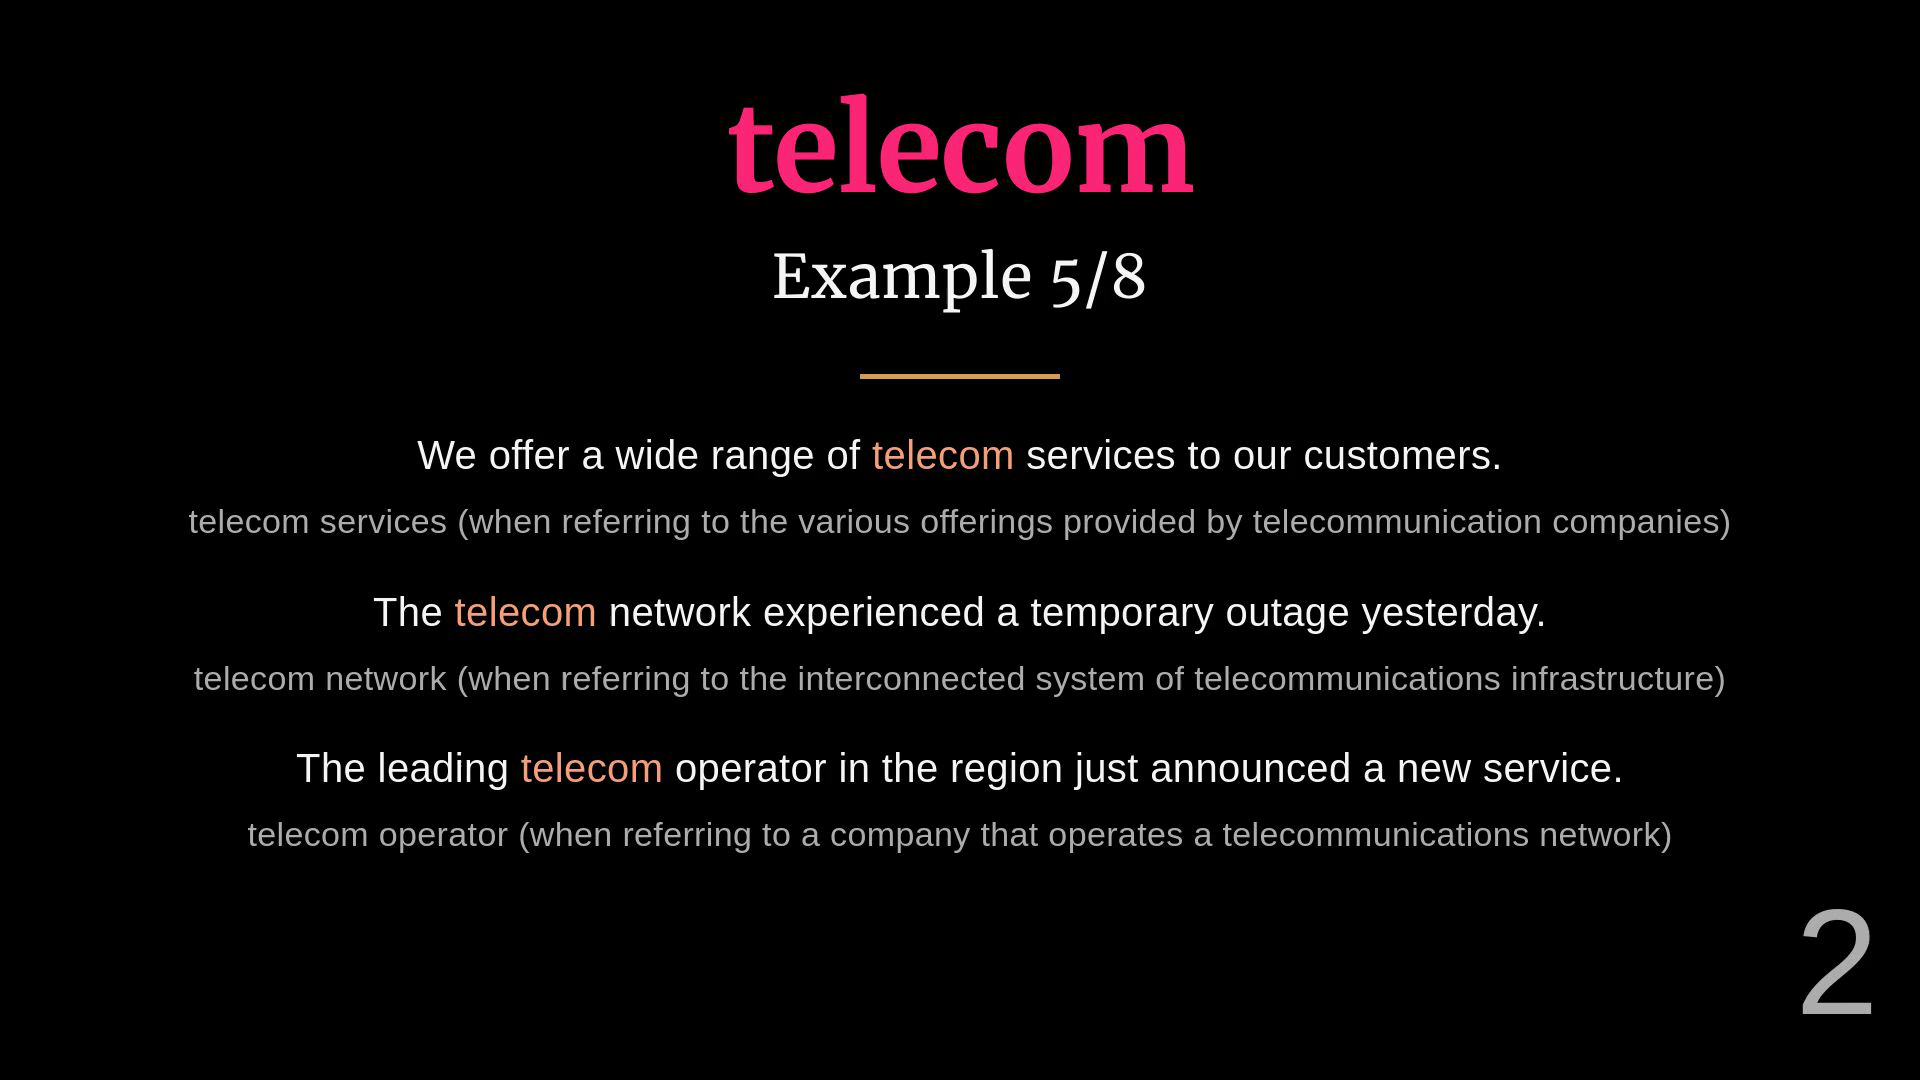 telecom
Example 5/8
We offer a wide range of telecom services to our customers.
telecom services (when referring to the various offerings provided by telecommunication companies)
The telecom network experienced a temporary outage yesterday.
telecom network (when referring to the interconnected system of telecommunications infrastructure)
The leading telecom operator in the region just announced a new service.
telecom operator (when referring to a company that operates a telecommunications network)
2